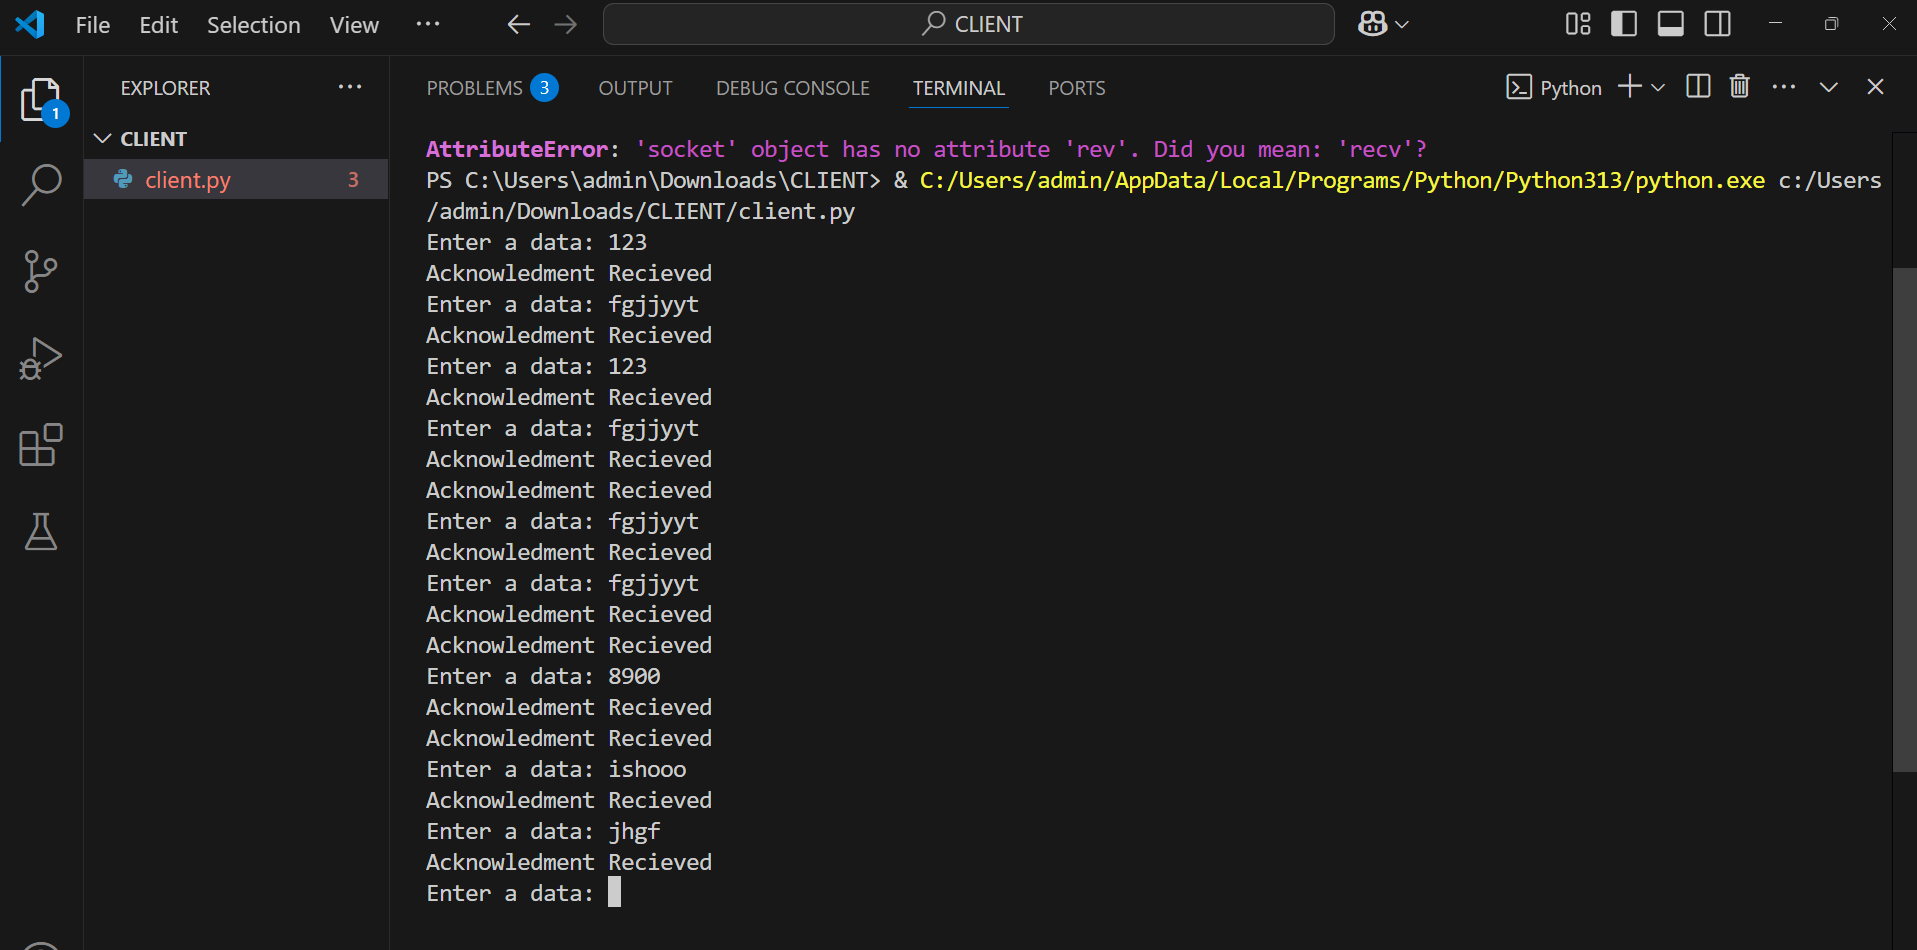 File Edit Selection View ··· CLIENT
EXPLORER ···
1
CLIENT
client.py 3
PROBLEMS 3 OUTPUT DEBUG CONSOLE TERMINAL PORTS Python ···
AttributeError: 'socket' object has no attribute 'rev'. Did you mean: 'recv'?
PS C:\Users\admin\Downloads\CLIENT> & C:/Users/admin/AppData/Local/Programs/Python/Python313/python.exe c:/Users
/admin/Downloads/CLIENT/client.py
Enter a data: 123
Acknowledment Recieved
Enter a data: fgjjyyt
Acknowledment Recieved
Enter a data: 123
Acknowledment Recieved
Enter a data: fgjjyyt
Acknowledment Recieved
Acknowledment Recieved
Enter a data: fgjjyyt
Acknowledment Recieved
Enter a data: fgjjyyt
Acknowledment Recieved
Acknowledment Recieved
Enter a data: 8900
Acknowledment Recieved
Acknowledment Recieved
Enter a data: ishooo
Acknowledment Recieved
Enter a data: jhgf
Acknowledment Recieved
Enter a data: